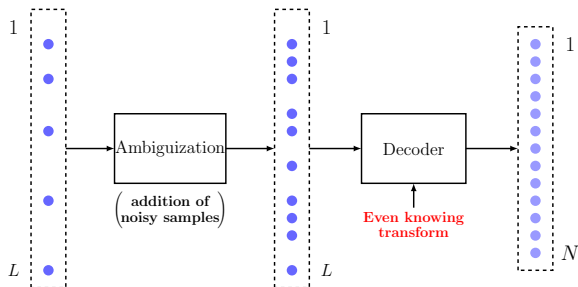 1
1
1
Ambiguization
Decoder
(addition of
noisy samples)
Even knowing
transform
L
L
N